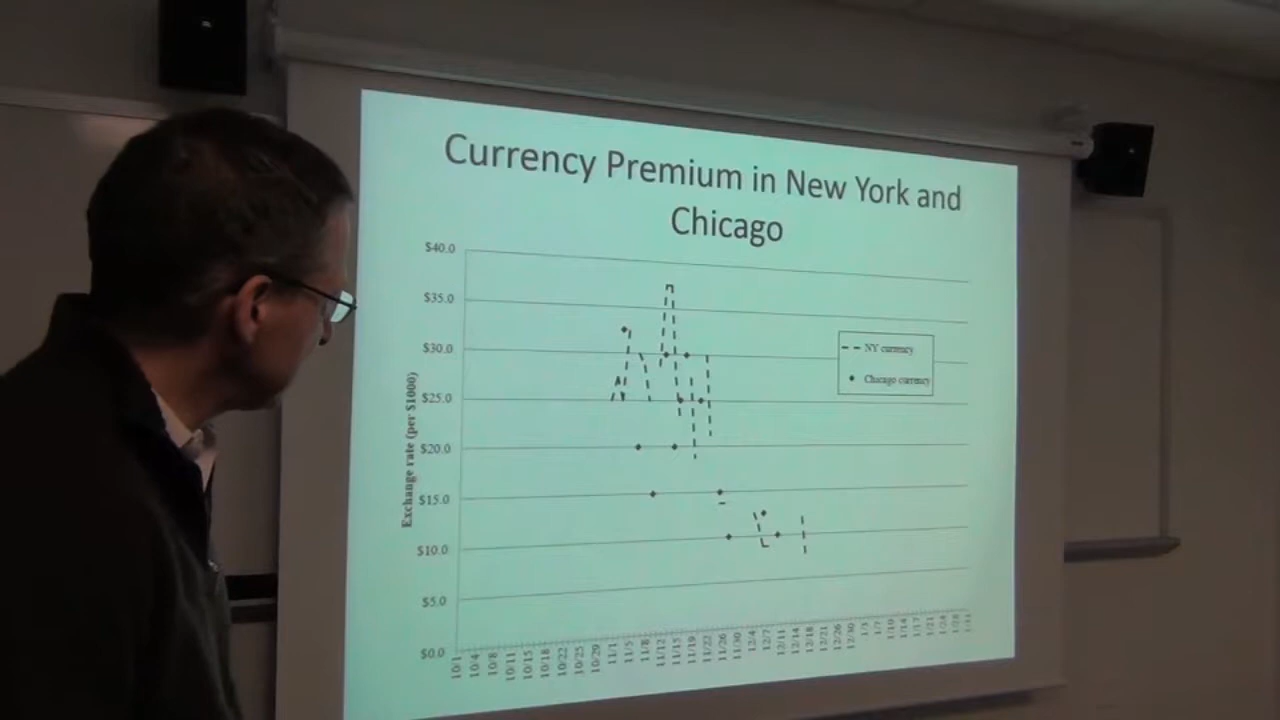 Currency Premium in New York and
Chicago
$40.0
$35.0
$30.0
$25.0
$20.0
$15.0
$10.0
$5.0
$0.0
Exchange rate (per $1000)
NY currency
Chicago currency
10/1 10/4 10/8 10/11 10/15 10/18 10/22 10/25 10/29 11/1 11/5 11/8 11/12 11/15 11/19 11/22 11/26 11/30 12/4 12/7 12/11 12/14 12/18 12/21 12/26 12/30 1/3 1/7 1/10 1/14 1/17 1/21 1/24 1/28